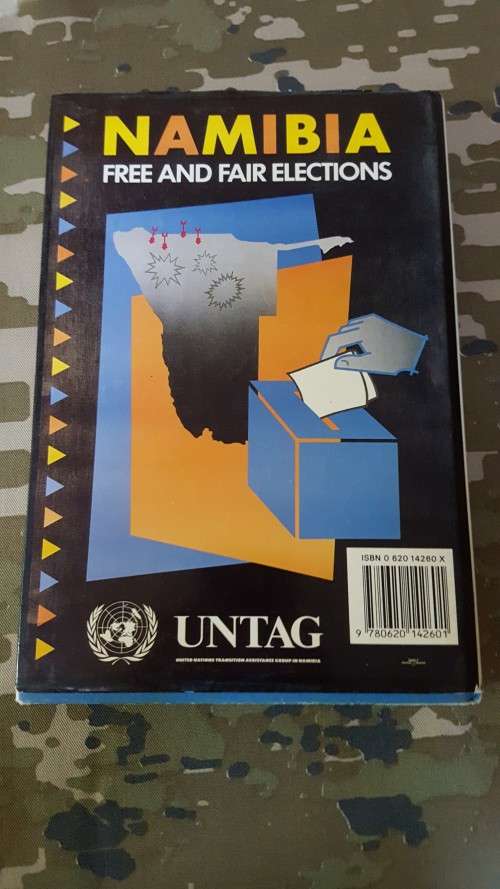 NAMIBIA
FREE AND FAIR ELECTIONS
ISBN 0 620 14260 X
9 780620 142601
UNTAG
UNITED NATIONS TRANSITION ASSISTANCE GROUP IN NAMIBIA